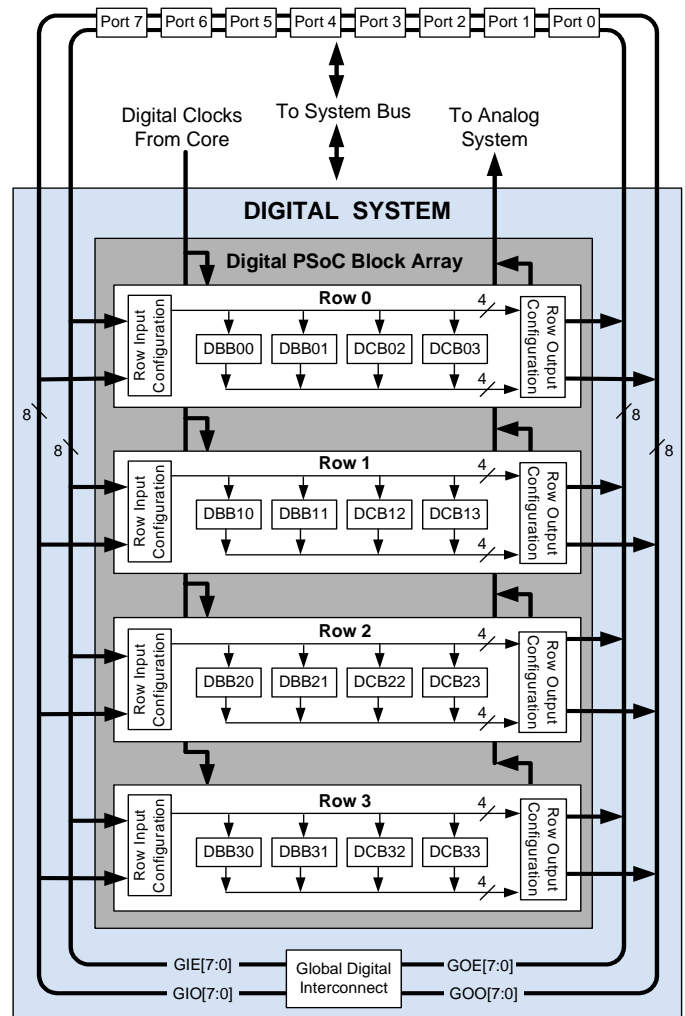 Port 7 Port 6 Port 5 Port 4 Port 3 Port 2 Port 1 Port 0
Digital Clocks
From Core
To System Bus
To Analog
System
DIGITAL SYSTEM
Digital PSoC Block Array
Row 0
4
Row Input
Configuration
DBB00 DBB01 DCB02 DCB03
4
Row Output
Configuration
8
8
8
8
Row 1
4
Row Input
Configuration
DBB10 DBB11 DCB12 DCB13
4
Row Output
Configuration
Row 2
4
Row Input
Configuration
DBB20 DBB21 DCB22 DCB23
4
Row Output
Configuration
Row 3
4
Row Input
Configuration
DBB30 DBB31 DCB32 DCB33
4
Row Output
Configuration
GIE[7:0]
GIO[7:0]
Global Digital
Interconnect
GOE[7:0]
GOO[7:0]